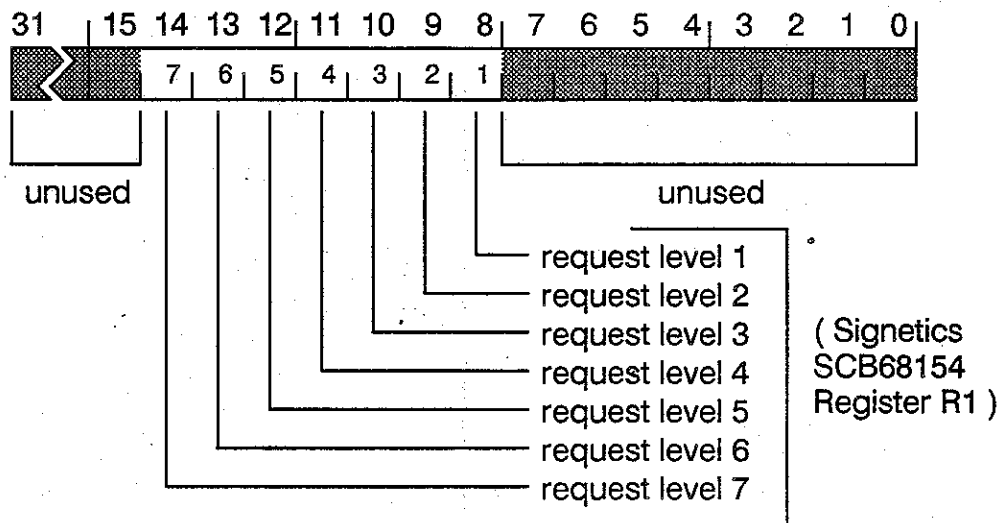 31 15 14 13 12 11 10 9 8 7 6 5 4 3 2 1 0
7 6 5 4 3 2 1
unused unused
request level 1
request level 2
request level 3
request level 4
request level 5
request level 6
request level 7
( Signetics
SCB68154
Register R1 )